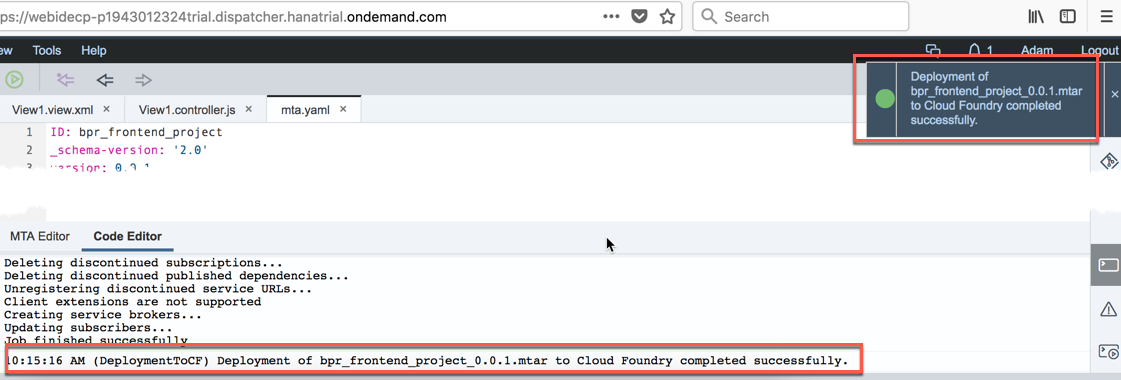 ps://webidecp-p1943012324trial.dispatcher.hanatrial.ondemand.com
Search
ew Tools Help
1 Adam Logout
Deployment of
bpr_frontend_project_0.0.1.mtar
to Cloud Foundry completed
successfully.
View1.view.xml × View1.controller.js × mta.yaml ×
1 ID: bpr_frontend_project
2 _schema-version: '2.0'
3 version: 0.0.1
MTA Editor Code Editor
Deleting discontinued subscriptions...
Deleting discontinued published dependencies...
Unregistering discontinued service URLs...
Client extensions are not supported
Creating service brokers...
Updating subscribers...
Job finished successfully
10:15:16 AM (DeploymentToCF) Deployment of bpr_frontend_project_0.0.1.mtar to Cloud Foundry completed successfully.